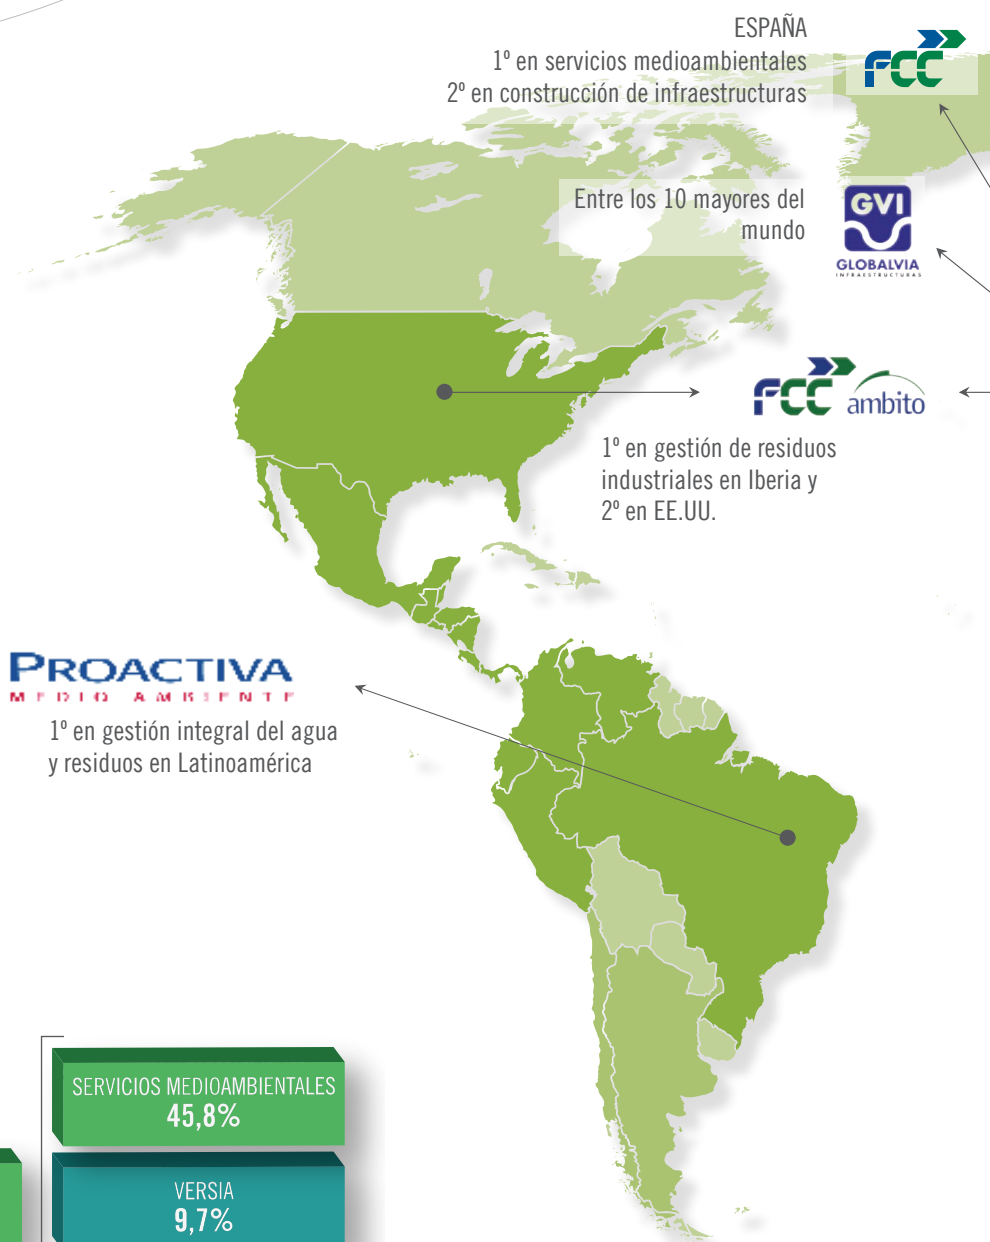 ESPAÑA
1º en servicios medioambientales
2º en construcción de infraestructuras
FCC
Entre los 10 mayores del
mundo
GVI
GLOBALVIA
INFRAESTRUCTURAS
FCC ambito
1º en gestión de residuos
industriales en Iberia y
2º en EE.UU.
PROACTIVA
MEDIO AMBIENTE
1º en gestión integral del agua
y residuos en Latinoamérica
SERVICIOS MEDIOAMBIENTALES
45,8%
VERSIA
9,7%